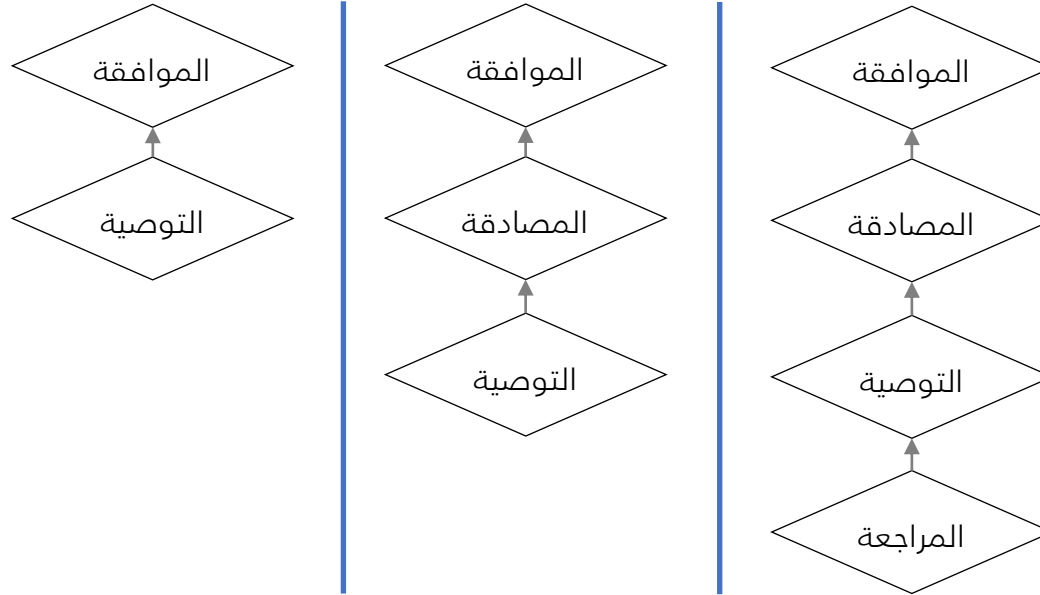 الموافقة
المصادقة
التوصية
المراجعة
الموافقة
المصادقة
التوصية
الموافقة
التوصية